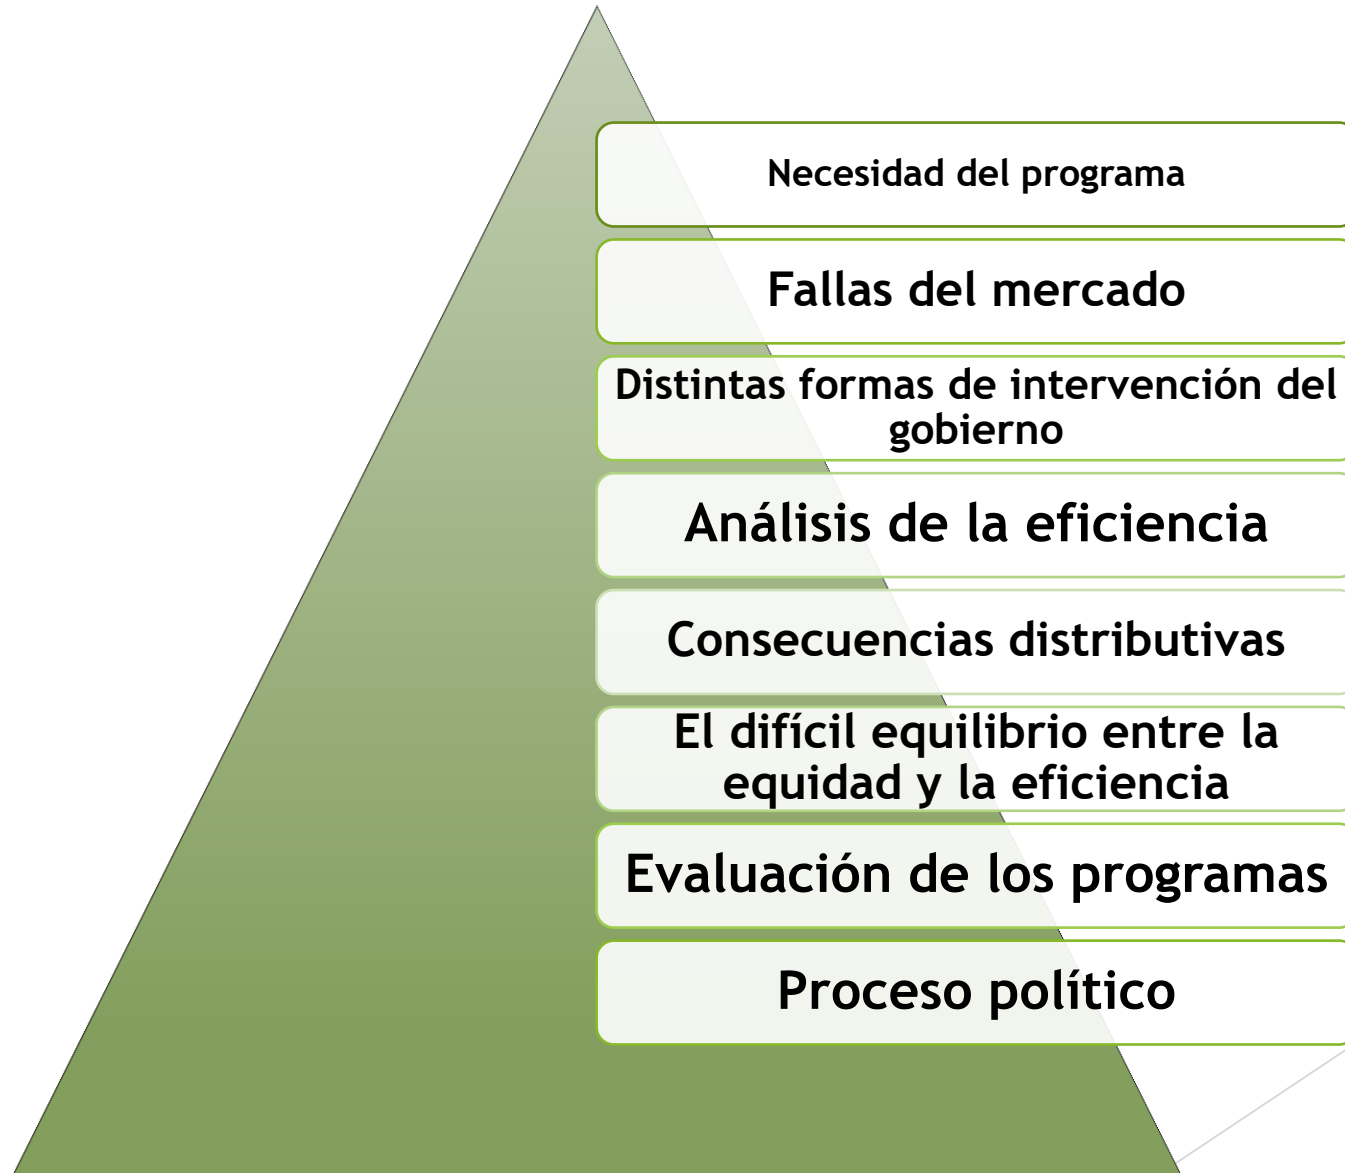 Necesidad del programa
Fallas del mercado
Distintas formas de intervención del
gobierno
Análisis de la eficiencia
Consecuencias distributivas
El difícil equilibrio entre la
equidad y la eficiencia
Evaluación de los programas
Proceso político